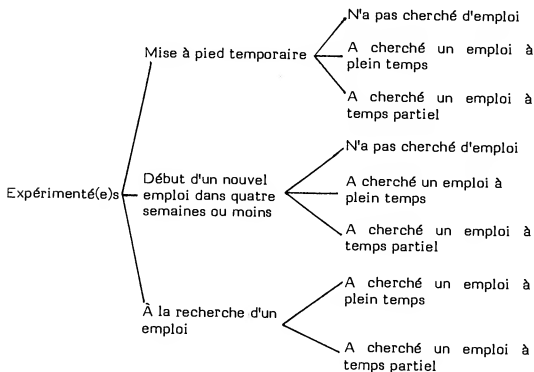 N'a pas cherché d'emploi
Mise à pied temporaire
A cherché un emploi à
plein temps
A cherché un emploi à
temps partiel
N'a pas cherché d'emploi
Expérimenté(e)s
Début d'un nouvel
emploi dans quatre
semaines ou moins
A cherché un emploi à
plein temps
A cherché un emploi à
temps partiel
À la recherche d'un
emploi
A cherché un emploi à
plein temps
A cherché un emploi à
temps partiel